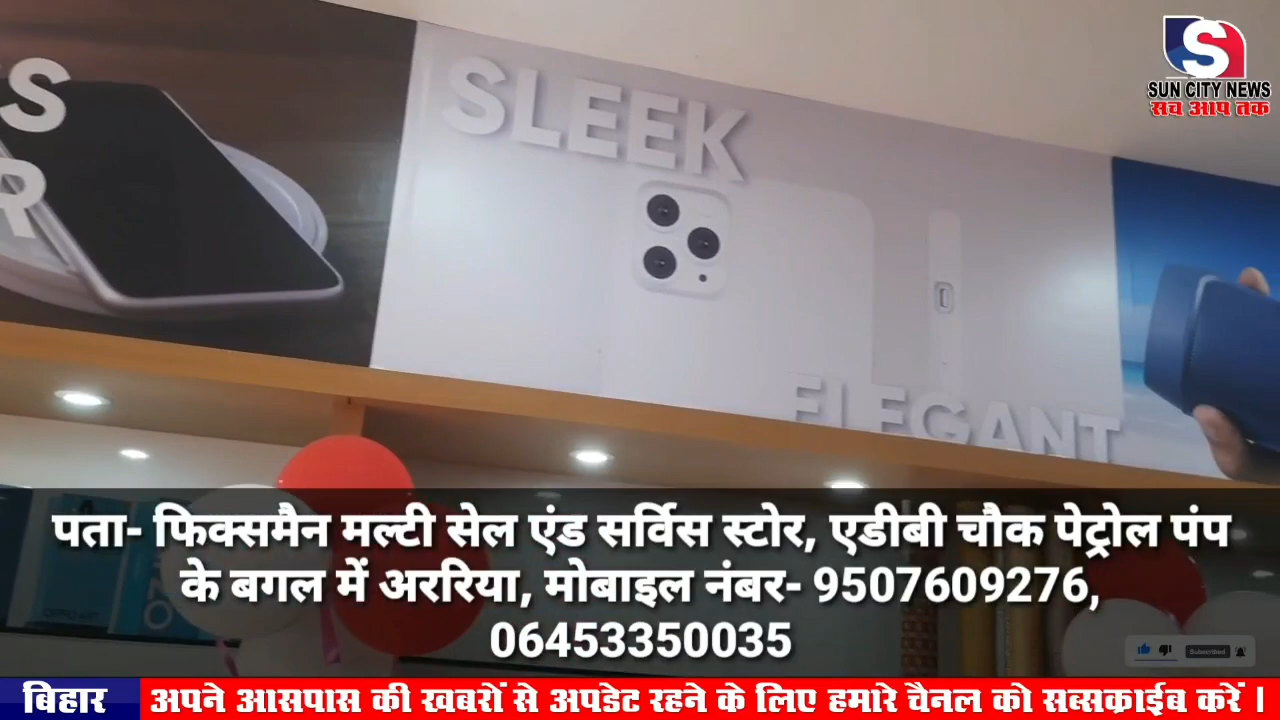 S
R
SLEEK
ELEGANT
S
SUN CITY NEWS
सच आप तक
पता- फिक्समैन मल्टी सेल एंड सर्विस स्टोर, एडीबी चौक पेट्रोल पंप
के बगल में अररिया, मोबाइल नंबर- 9507609276,
06453350035
Subscribed
बिहार
अपने आसपास की खबरों से अपडेट रहने के लिए हमारे चैनल को सब्सक्राईब करें |